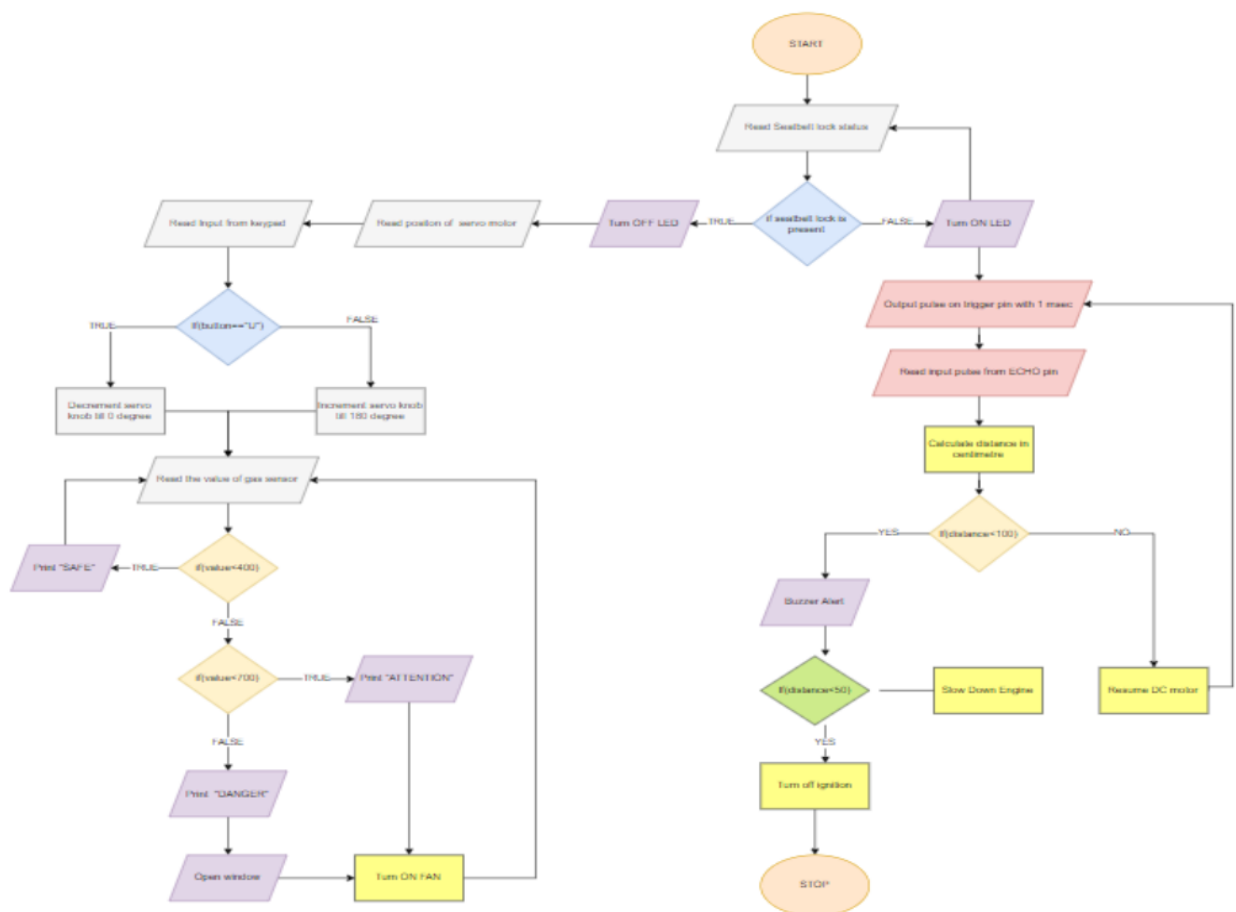 START
Read Seatbelt lock status
Read Input from keypad
Read position of servo motor
Turn OFF LED
TRUE
if seatbelt lock is
present
FALSE
Turn ON LED
Output pulse on trigger pin with 1 msec
Read input pulse from ECHO pin
Calculate distance in
centimetre
If(distance<100)
YES
NO
Buzzer Alert
If(distance<50)
Slow Down Engine
Resume DC motor
YES
Turn off ignition
STOP
If(button=="U")
TRUE
FALSE
Decrement servo
knob till 0 degree
Increment servo knob
till 180 degree
Read the value of gas sensor
If(value<400)
TRUE
Print "SAFE"
FALSE
If(value<700)
TRUE
Print "ATTENTION"
FALSE
Print "DANGER"
Open window
Turn ON FAN